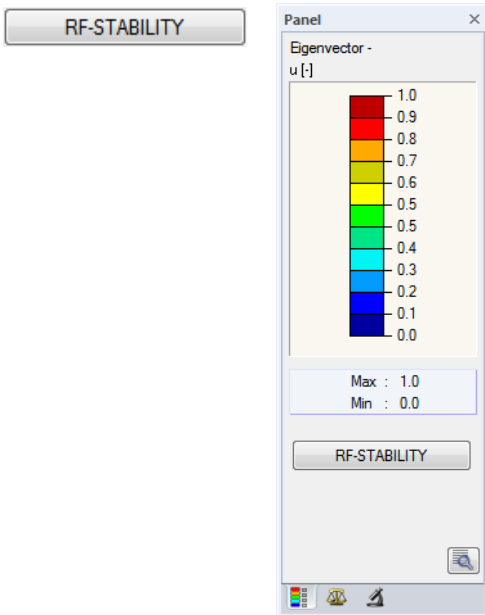 RF-STABILITY
Panel
Eigenvector -
u [-]
1.0
0.9
0.8
0.7
0.6
0.5
0.5
0.4
0.3
0.2
0.1
0.0
Max : 1.0
Min : 0.0
RF-STABILITY